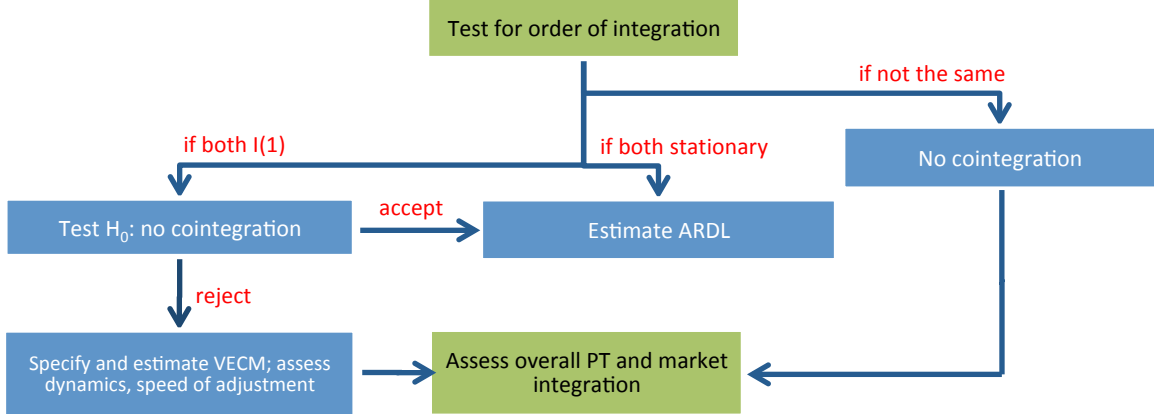 Test for order of integration
if not the same
if both I(1)
if both stationary
No cointegration
Test H₀: no cointegration
accept
Estimate ARDL
reject
Specify and estimate VECM; assess
dynamics, speed of adjustment
Assess overall PT and market
integration